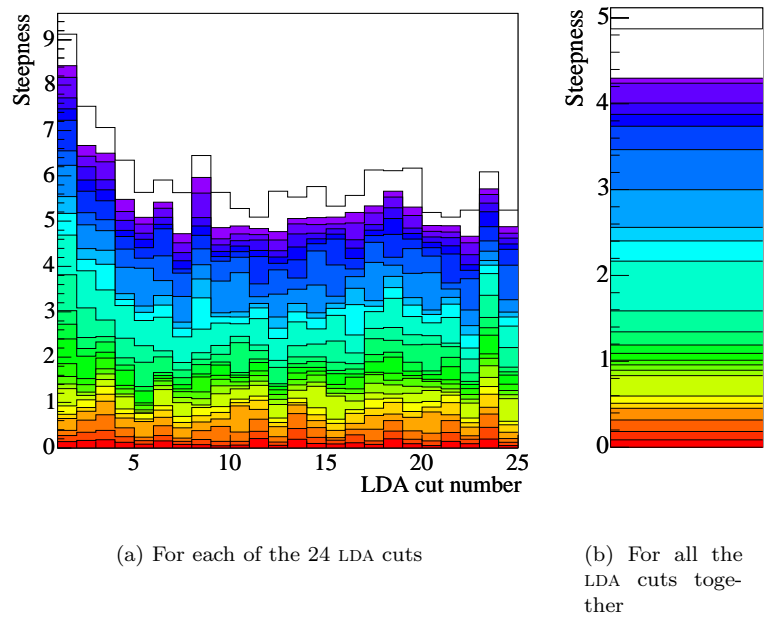 Steepness
9
8
7
6
5
4
3
2
1
0
5 10 15 20 25
LDA cut number
Steepness
5
4
3
2
1
0
(a) For each of the 24 LDA cuts
(b) For all the
LDA cuts toge-
ther